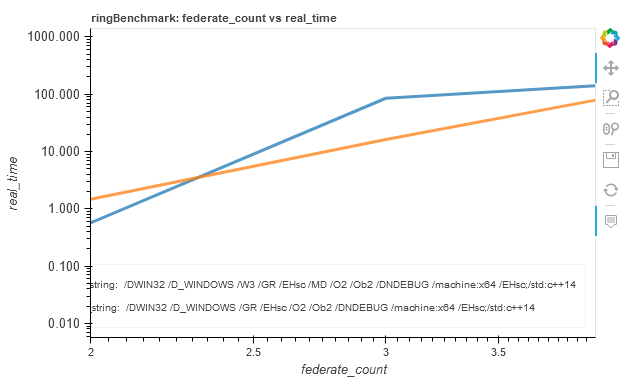 ringBenchmark: federate_count vs real_time
1000.000
100.000
10.000
1.000
0.100
0.010
real_time
string: /DWIN32 /D_WINDOWS /W3 /GR /EHsc /MD /O2 /Ob2 /DNDEBUG /machine:x64 /EHsc;/std:c++14
string: /DWIN32 /D_WINDOWS /GR /EHsc /O2 /Ob2 /DNDEBUG /machine:x64 /EHsc;/std:c++14
2 2.5 3 3.5
federate_count